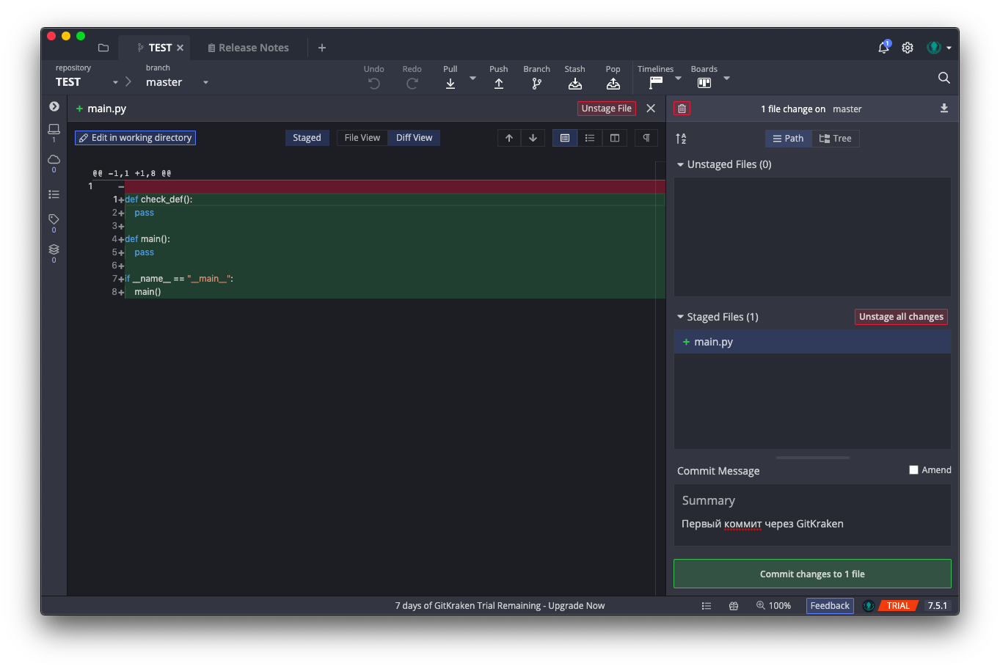 TEST
Release Notes
1
repository
TEST
branch
master
Undo
Redo
Pull
Push
Branch
Stash
Pop
Timelines
Boards
+ main.py
Unstage File
1 file change on master
Edit in working directory
Staged
File View
Diff View
Path
Tree
1
0
0
0
@@ -1,1 +1,8 @@
1 -
1+def check_def():
2+ pass
3+
4+def main():
5+ pass
6+
7+if __name__ == "__main__":
8+ main()
Unstaged Files (0)
Staged Files (1)
Unstage all changes
+ main.py
Commit Message
Amend
Summary
Первый коммит через GitKraken
Commit changes to 1 file
7 days of GitKraken Trial Remaining - Upgrade Now
100%
Feedback
TRIAL
7.5.1